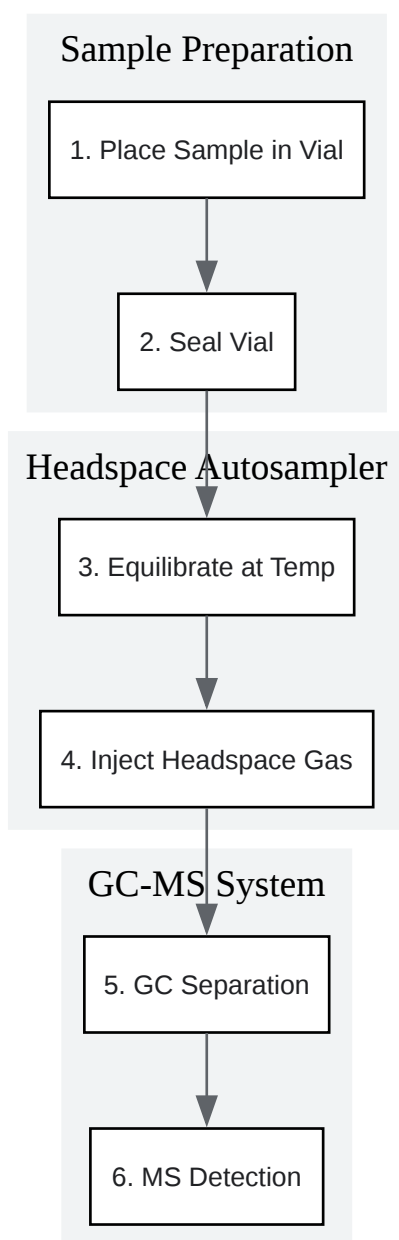 Sample Preparation
1. Place Sample in Vial
2. Seal Vial
Headspace Autosampler
3. Equilibrate at Temp
4. Inject Headspace Gas
GC-MS System
5. GC Separation
6. MS Detection